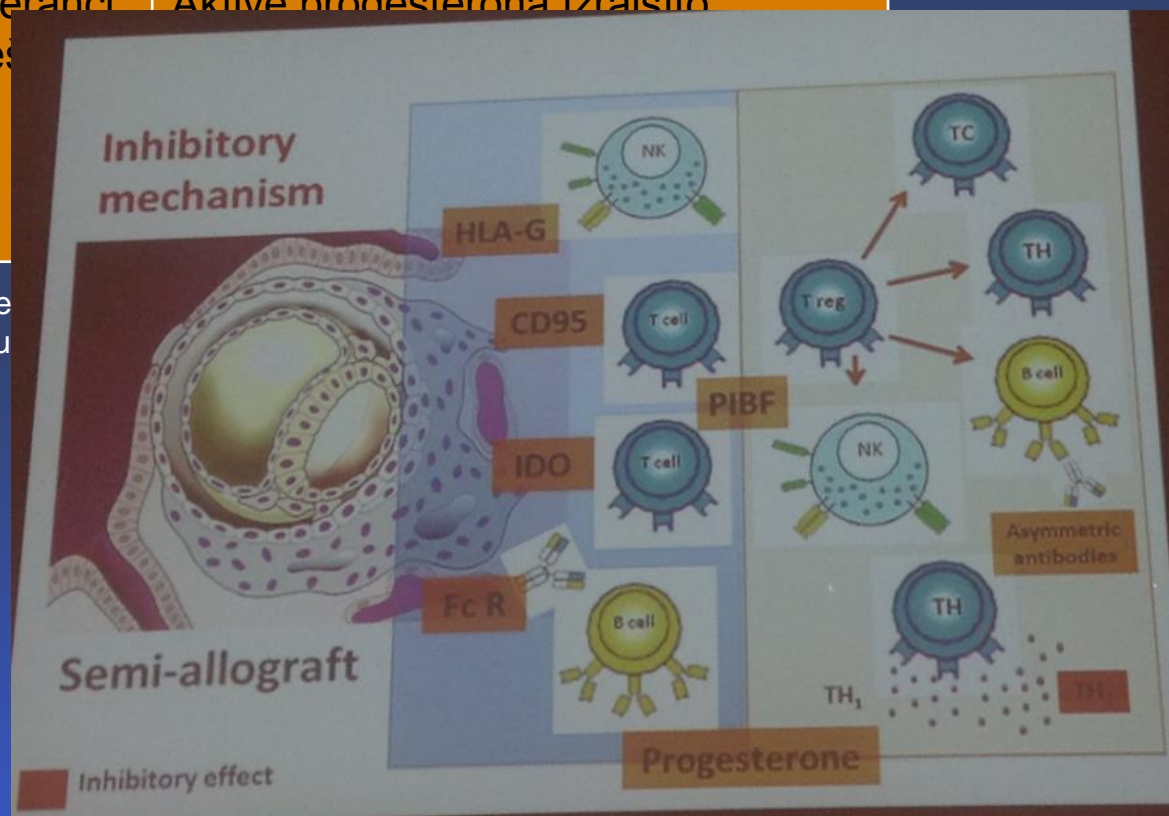 Inhibitory
mechanism
HLA-G
CD95
IDO
Fc R
NK
T cell
T cell
B cell
PIBF
T reg
TC
TH
B cell
NK
Asymmetric
antibodies
TH
TH₁
Progesterone
Semi-allograft
Inhibitory effect